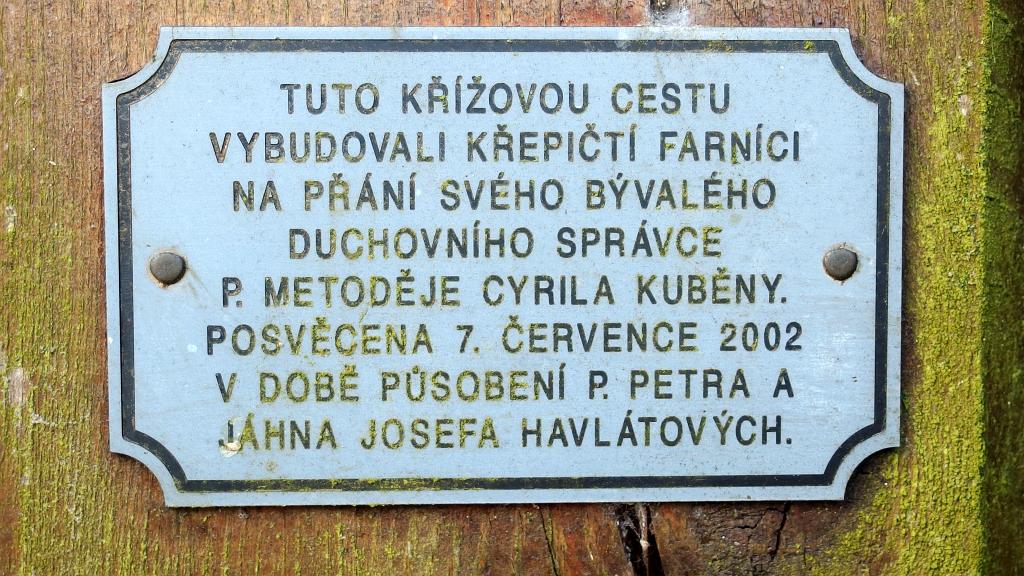 TUTO KŘÍŽOVOU CESTU
VYBUDOVALI KŘEPIČTÍ FARNÍCI
NA PŘÁNÍ SVÉHO BÝVALÉHO
DUCHOVNÍHO SPRÁVCE
P. METODĚJE CYRILA KUBĚNY.
POSVĚCENA 7. ČERVENCE 2002
V DOBĚ PŮSOBENÍ P. PETRA A
JÁHNA JOSEFA HAVLÁTOVÝCH.